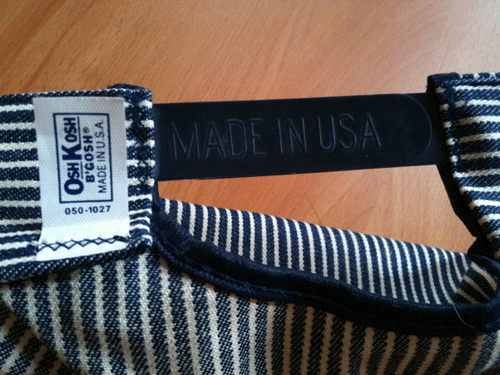 OSHKOSH
B'GOSH®
MADE IN U.S.A.
050-1027
MADE IN USA